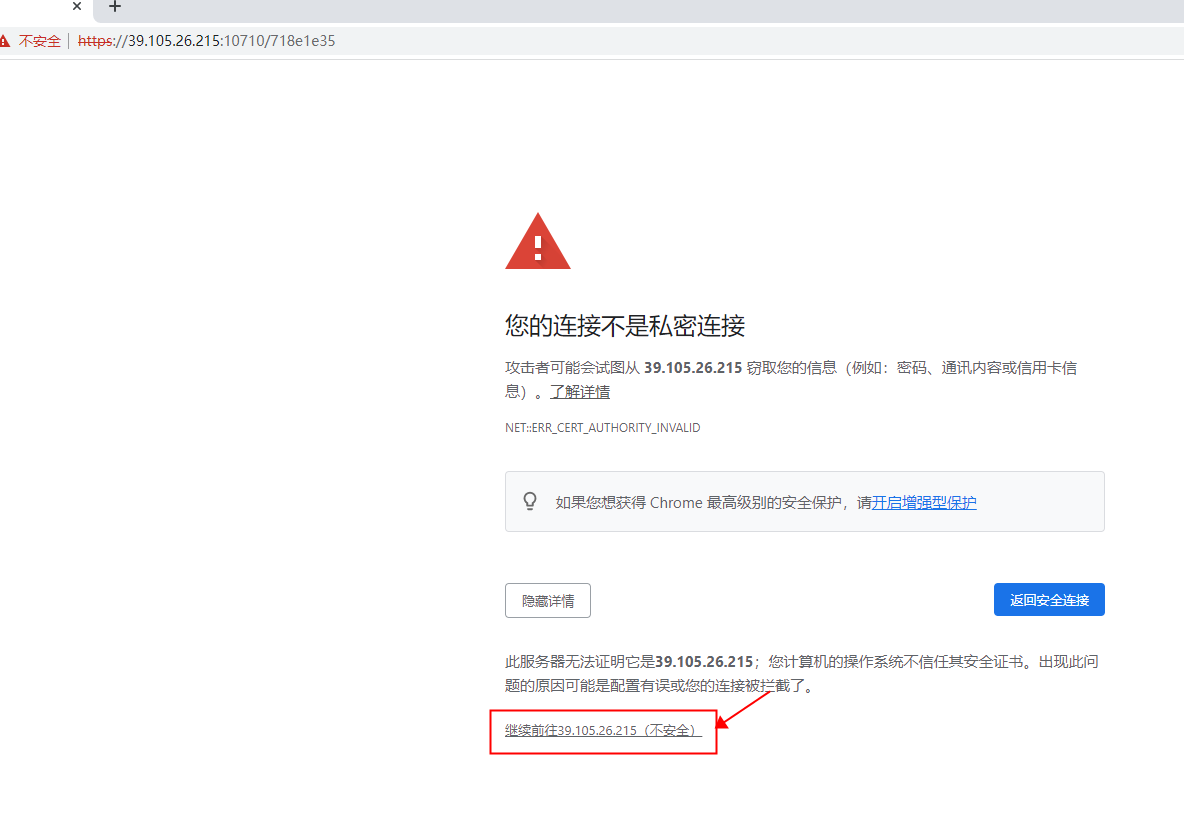 不安全 https://39.105.26.215:10710/718e1e35
您的连接不是私密连接
攻击者可能会试图从 39.105.26.215 窃取您的信息（例如：密码、通讯内容或信用卡信
息）。了解详情
NET::ERR_CERT_AUTHORITY_INVALID
如果您想获得 Chrome 最高级别的安全保护，请开启增强型保护
隐藏详情
返回安全连接
此服务器无法证明它是39.105.26.215；您计算机的操作系统不信任其安全证书。出现此问
题的原因可能是配置有误或您的连接被拦截了。
继续前往39.105.26.215（不安全）